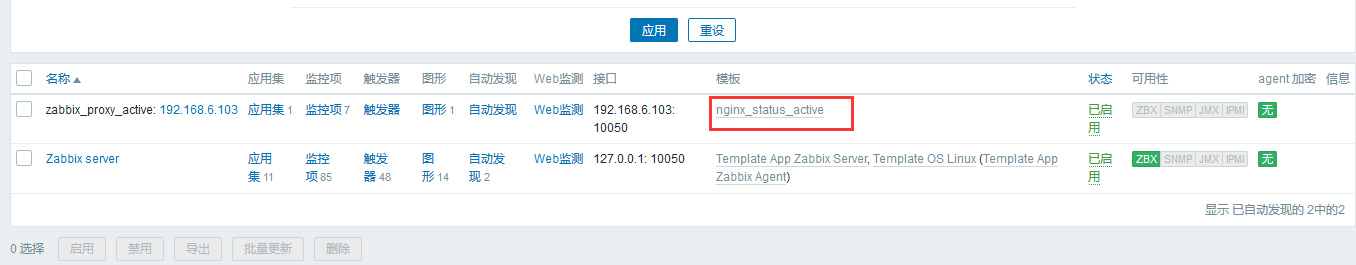 应用 重设
名称 应用集 监控项 触发器 图形 自动发现 Web监测 接口 模板 状态 可用性 agent 加密 信息
zabbix_proxy_active: 192.168.6.103 应用集 1 监控项 7 触发器 图形 1 自动发现 Web监测 192.168.6.103: nginx_status_active 已启 ZBX SNMP JMX IPMI 无
10050 用
Zabbix server 应用 监控 触发 图 自动发 Web监测 127.0.0.1: 10050 Template App Zabbix Server, Template OS Linux (Template App 已启 ZBX SNMP JMX IPMI 无
集 11 项 85 器 48 形 14 现 2 Zabbix Agent) 用
显示 已自动发现的 2中的2
0 选择 启用 禁用 导出 批量更新 删除